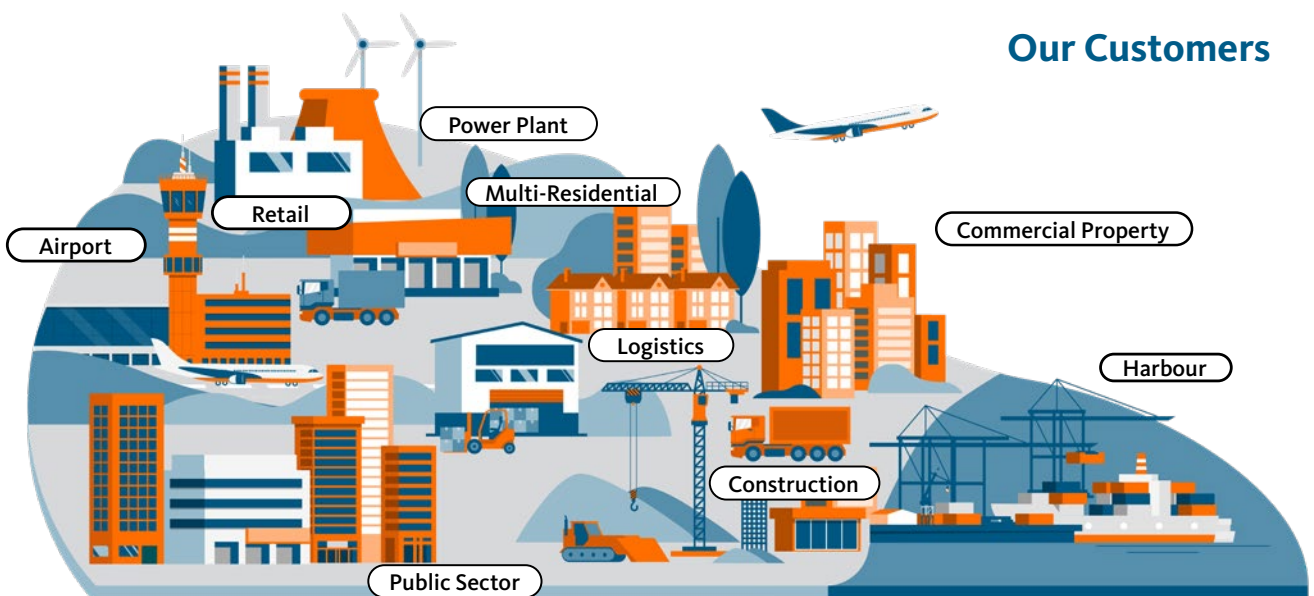 Our Customers
Power Plant
Multi-Residential
Retail
Commercial Property
Airport
Logistics
Harbour
Construction
Public Sector